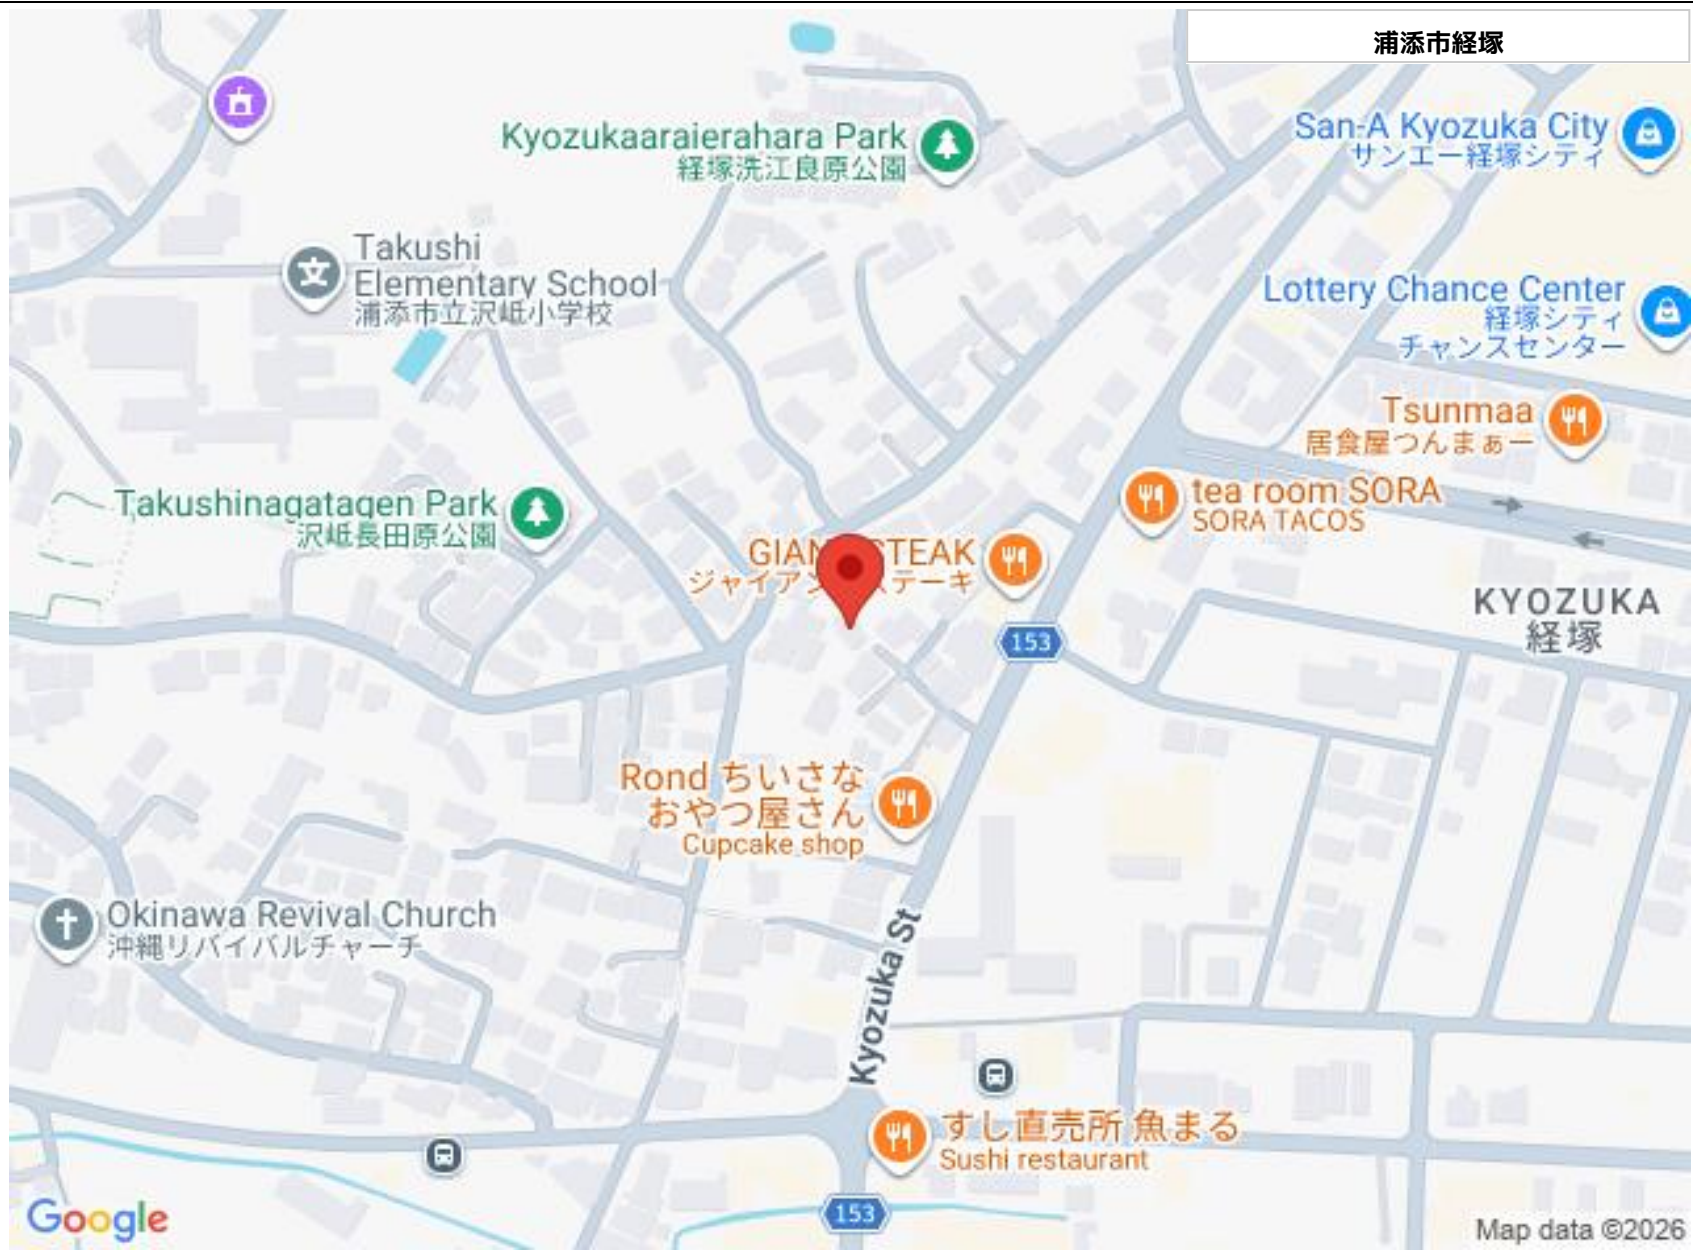 浦添市経塚
Kyozukaaraierahara Park
経塚洗江良原公園
San-A Kyozuka City
サンエー経塚シティ
Takushi
Elementary School
浦添市立沢岻小学校
Lottery Chance Center
経塚シティ
チャンスセンター
Tsunmaa
居食屋つんまぁー
tea room SORA
SORA TACOS
Takushinagatagen Park
沢岻長田原公園
GIAN STEAK
ジャイアン ステーキ
153
KYOZUKA
経塚
Rond ちいさな
おやつ屋さん
Cupcake shop
Okinawa Revival Church
沖縄リバイバルチャーチ
Kyozuka St
すし直売所 魚まる
Sushi restaurant
153
Google
Map data ©2026